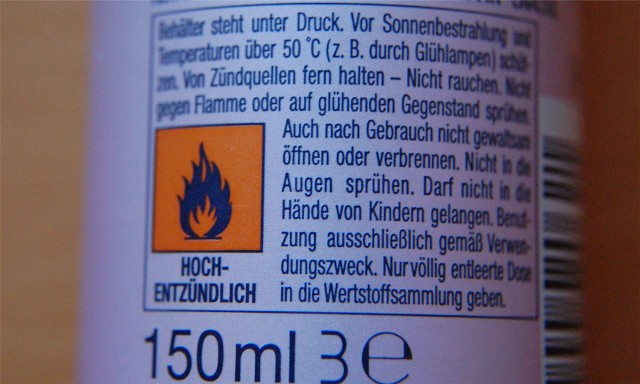 Behälter steht unter Druck. Vor Sonnenbestrahlung und
Temperaturen über 50 °C (z. B. durch Glühlampen) schüt-
zen. Von Zündquellen fern halten – Nicht rauchen. Nicht
gegen Flamme oder auf glühenden Gegenstand sprühen.
Auch nach Gebrauch nicht gewaltsam
öffnen oder verbrennen. Nicht in die
Augen sprühen. Darf nicht in die
Hände von Kindern gelangen. Benut-
zung ausschließlich gemäß Verwen-
dungszweck. Nur völlig entleerte Dose
in die Wertstoffsammlung geben.
HOCH-
ENTZÜNDLICH
150 ml 3 e